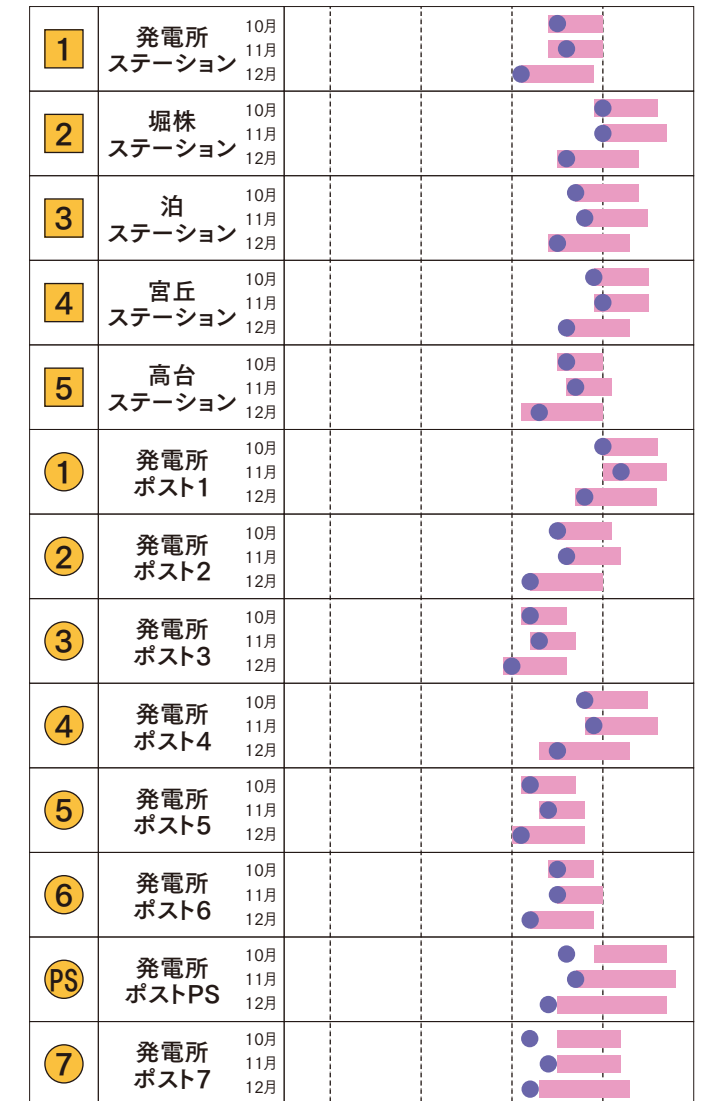 1
発電所
ステーション
10月
11月
12月
2
堀株
ステーション
10月
11月
12月
3
泊
ステーション
10月
11月
12月
4
宮丘
ステーション
10月
11月
12月
5
高台
ステーション
10月
11月
12月
1
発電所
ポスト1
10月
11月
12月
2
発電所
ポスト2
10月
11月
12月
3
発電所
ポスト3
10月
11月
12月
4
発電所
ポスト4
10月
11月
12月
5
発電所
ポスト5
10月
11月
12月
6
発電所
ポスト6
10月
11月
12月
PS
発電所
ポストPS
10月
11月
12月
7
発電所
ポスト7
10月
11月
12月